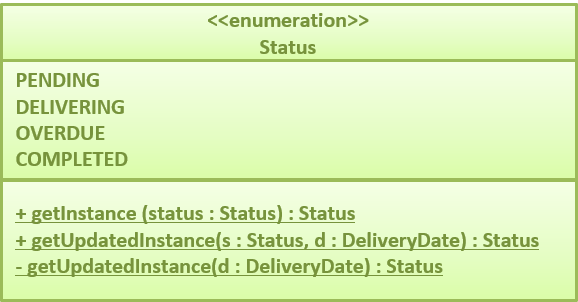 <<enumeration>>
Status
PENDING
DELIVERING
OVERDUE
COMPLETED
+ getInstance (status : Status) : Status
+ getUpdatedInstance(s : Status, d : DeliveryDate) : Status
- getUpdatedInstance(d : DeliveryDate) : Status